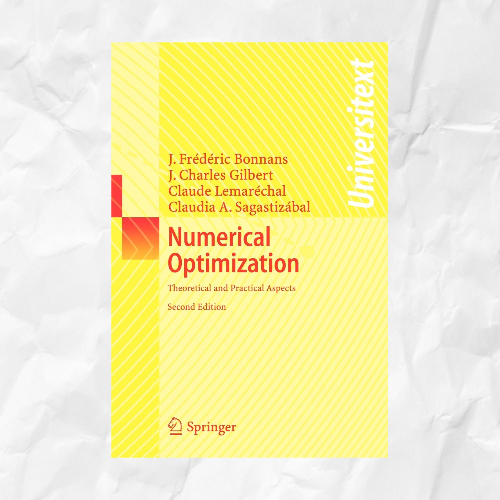 Universitext
J. Frédéric Bonnans
J. Charles Gilbert
Claude Lemaréchal
Claudia A. Sagastizábal
Numerical
Optimization
Theoretical and Practical Aspects
Second Edition
Springer